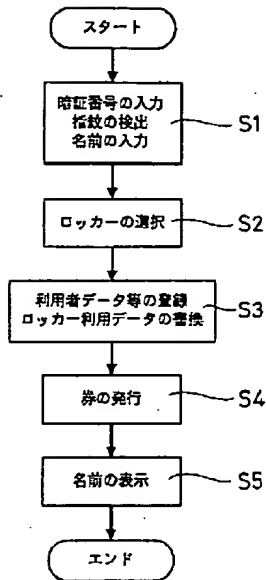 スタート
暗証番号の入力
指紋の検出
名前の入力
S1
ロッカーの選択
S2
利用者データ等の登録
ロッカー利用データの書換
S3
券の発行
S4
名前の表示
S5
エンド